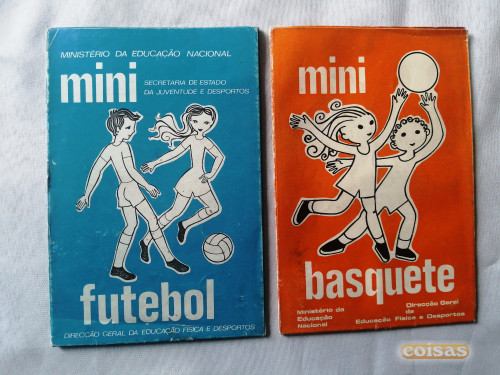 MINISTÉRIO DA EDUCAÇÃO NACIONAL
mini
SECRETARIA DE ESTADO
DA JUVENTUDE E DESPORTOS
futebol
DIRECÇÃO GERAL DA EDUCAÇÃO FÍSICA E DESPORTOS
mini
basquete
Ministério da
Educação
Nacional
Direcção Geral
da
Educação Física e Desportos
coisas